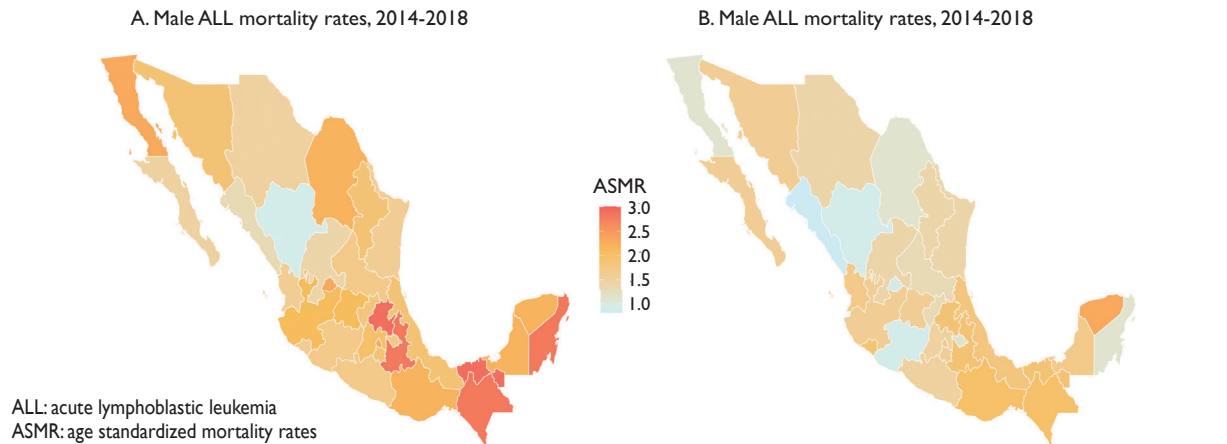 A. Male ALL mortality rates, 2014-2018
B. Male ALL mortality rates, 2014-2018
ASMR
3.0
2.5
2.0
1.5
1.0
ALL: acute lymphoblastic leukemia
ASMR: age standardized mortality rates